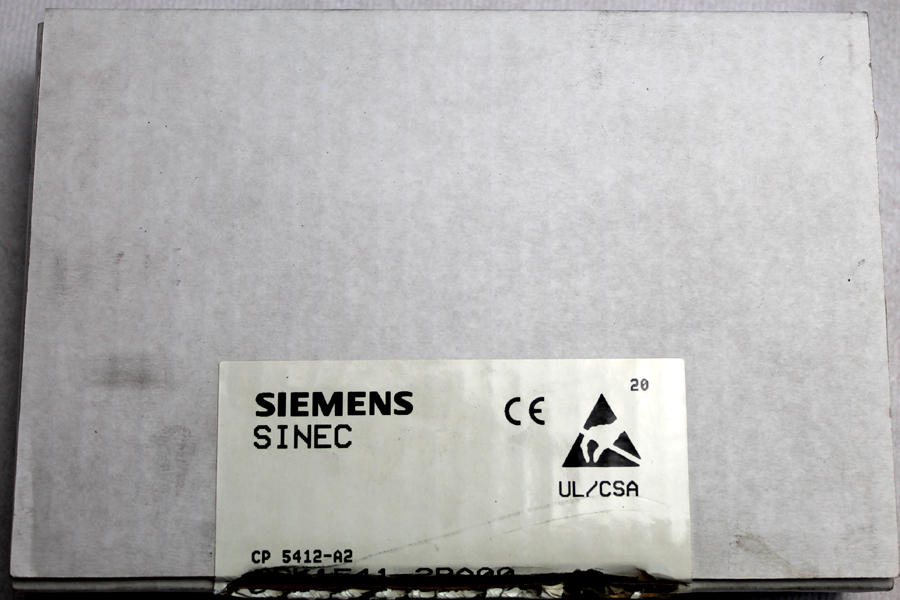 20
SIEMENS
CE
SINEC
UL/CSA
CP 5412-A2